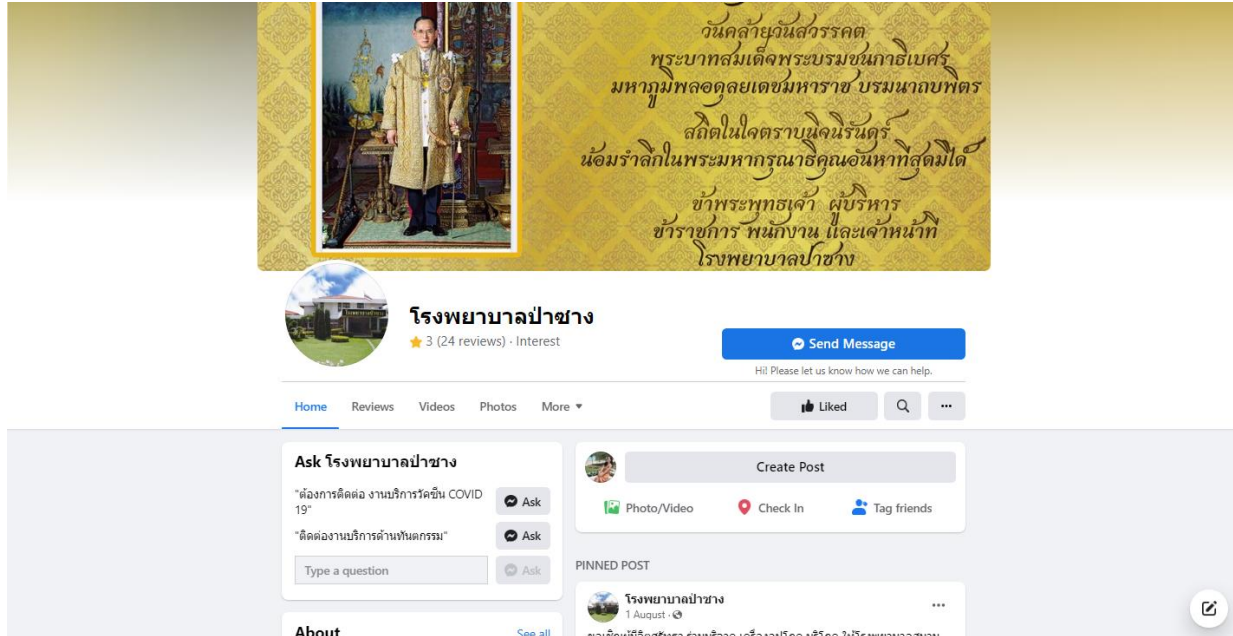 วันคล้ายวันสวรรคต
พระบาทสมเด็จพระบรมชนกาธิเบศร
มหาภูมิพลอดุลยเดชมหาราช บรมนาถบพิตร
สถิตในใจตราบนิจนิรันดร์
น้อมรำลึกในพระมหากรุณาธิคุณอันหาที่สุดมิได้
ข้าพระพุทธเจ้า ผู้บริหาร
ข้าราชการ พนักงาน และเจ้าหน้าที่
โรงพยาบาลป่าซาง
โรงพยาบาลป่าซาง
3 (24 reviews) · Interest
Send Message
Hi! Please let us know how we can help.
Home Reviews Videos Photos More
Liked
Ask โรงพยาบาลป่าซาง
"ต้องการติดต่อ งานบริการวัคซีน COVID
19"
Ask
"ติดต่องานบริการด้านทันตกรรม"
Ask
Type a question
Ask
About
See all
Create Post
Photo/Video Check In Tag friends
PINNED POST
โรงพยาบาลป่าซาง
1 August ·